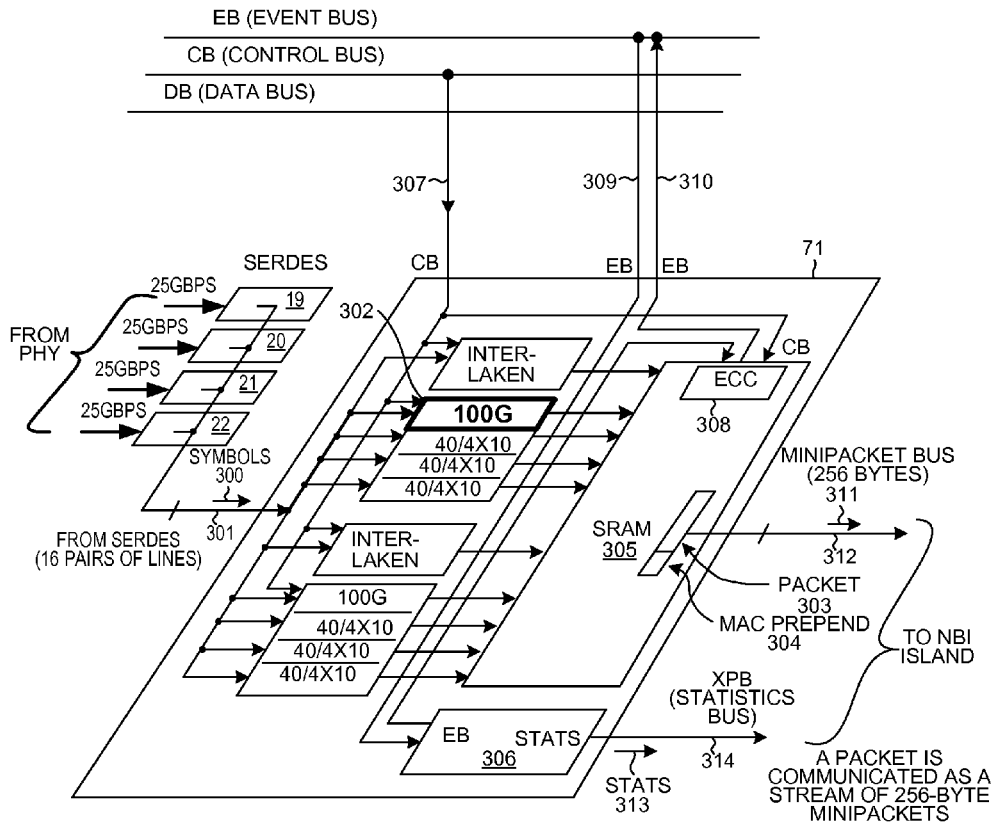 EB (EVENT BUS)
CB (CONTROL BUS)
DB (DATA BUS)
307
309
310
71
SERDES
CB
EB
EB
25GBPS
19
302
FROM
PHY
25GBPS
20
25GBPS
21
25GBPS
22
INTER-
LAKEN
CB
ECC
308
100G
40/4X10
40/4X10
40/4X10
SYMBOLS
300
301
FROM SERDES
(16 PAIRS OF LINES)
MINIPACKET BUS
(256 BYTES)
311
312
SRAM
305
INTER-
LAKEN
PACKET
303
MAC PREPEND
304
100G
40/4X10
40/4X10
40/4X10
TO NBI
ISLAND
XPB
(STATISTICS
BUS)
EB
STATS
306
314
STATS
313
A PACKET IS
COMMUNICATED AS A
STREAM OF 256-BYTE
MINIPACKETS